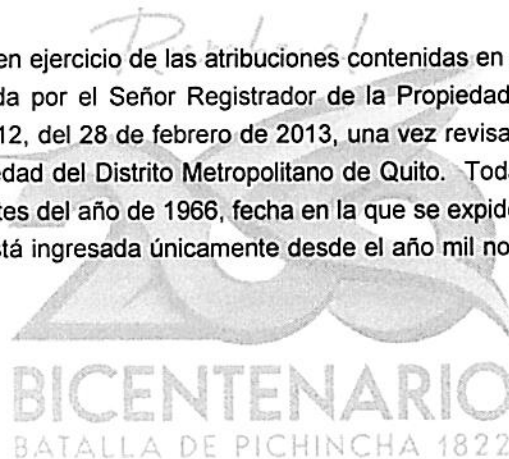 en ejercicio de las atribuciones contenidas en
da por el Señor Registrador de la Propiedad
12, del 28 de febrero de 2013, una vez revisa
edad del Distrito Metropolitano de Quito. Toda
tes del año de 1966, fecha en la que se expide
stá ingresada únicamente desde el año mil no
200
BICENTENARIO
BATALLA DE PICHINCHA 1822